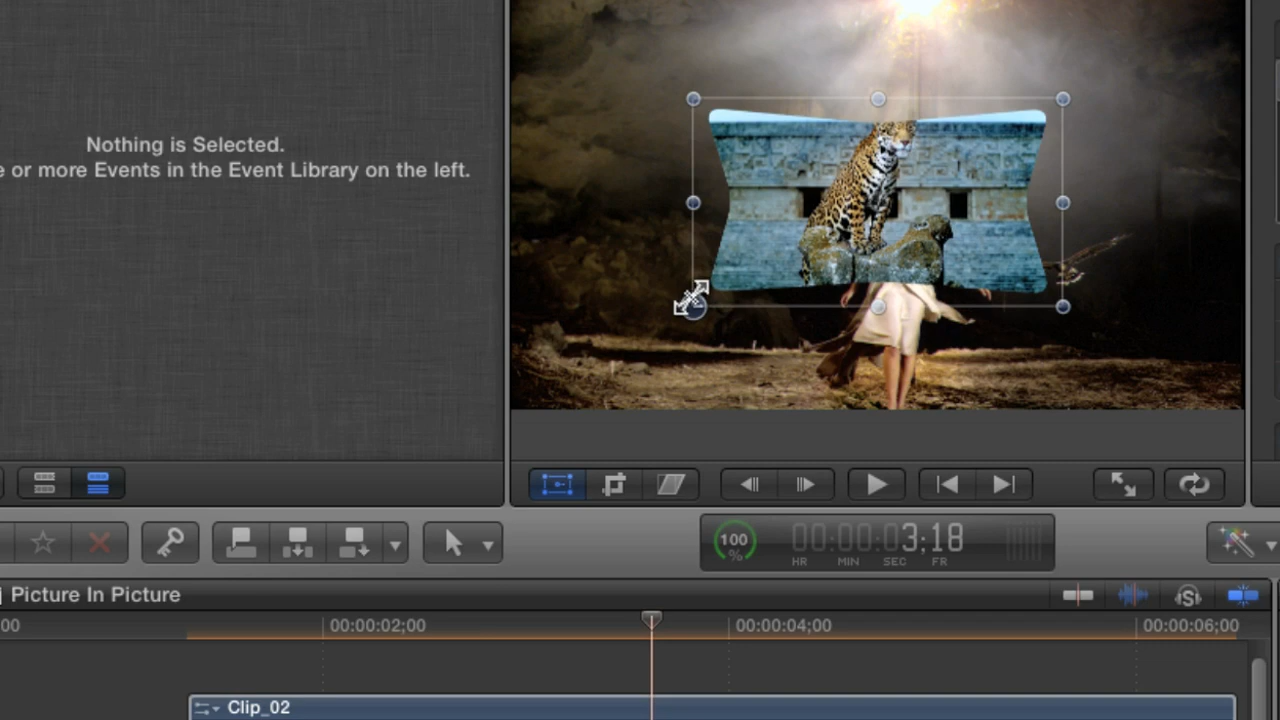 Nothing is Selected.
e or more Events in the Event Library on the left.
100
%
00:00:03;18
HR MIN SEC FR
Picture In Picture
S
00
00:00:02;00
00:00:04;00
00:00:06;00
Clip_02